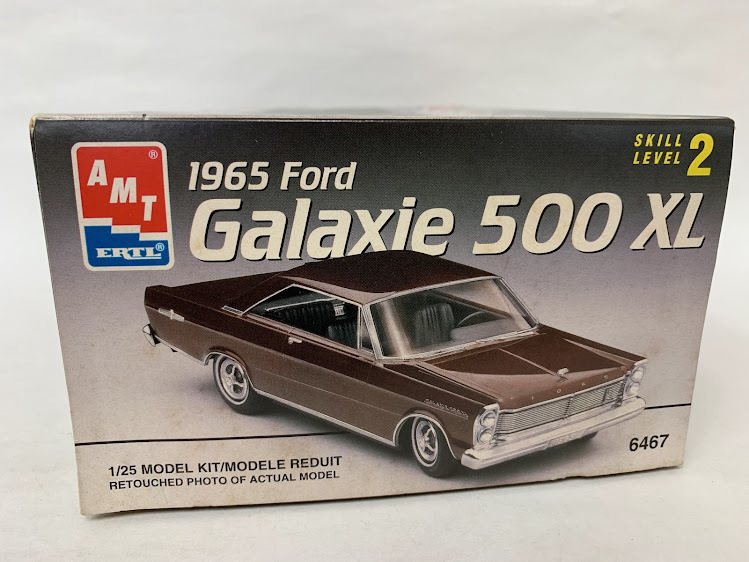 AMT®
ERTL®
1965 Ford
Galaxie 500 XL
SKILL
LEVEL 2
FORD
1/25 MODEL KIT/MODELE REDUIT
RETOUCHED PHOTO OF ACTUAL MODEL
6467